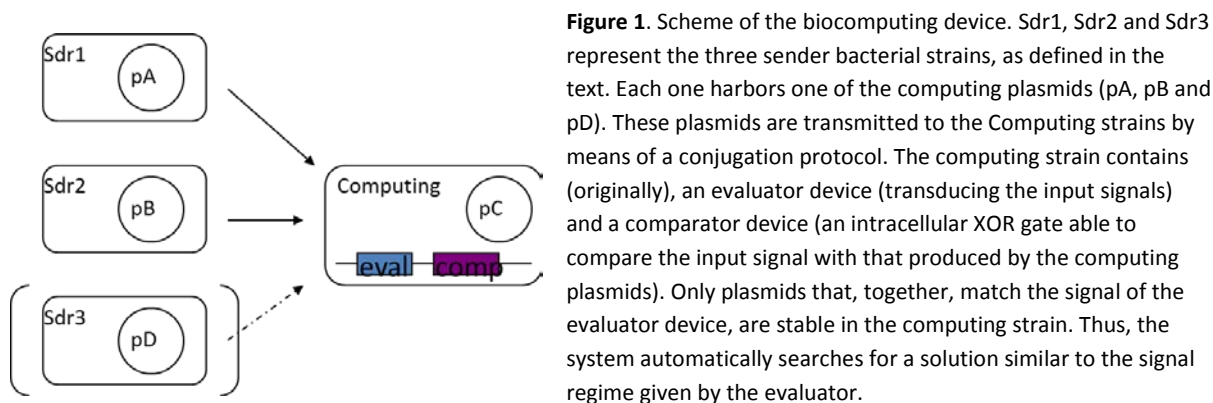 Sdr1
pA
Sdr2
pB
Sdr3
pD
Computing
pC
eval
comp
Figure 1. Scheme of the biocomputing device. Sdr1, Sdr2 and Sdr3
represent the three sender bacterial strains, as defined in the
text. Each one harbors one of the computing plasmids (pA, pB and
pD). These plasmids are transmitted to the Computing strains by
means of a conjugation protocol. The computing strain contains
(originally), an evaluator device (transducing the input signals)
and a comparator device (an intracellular XOR gate able to
compare the input signal with that produced by the computing
plasmids). Only plasmids that, together, match the signal of the
evaluator device, are stable in the computing strain. Thus, the
system automatically searches for a solution similar to the signal
regime given by the evaluator.